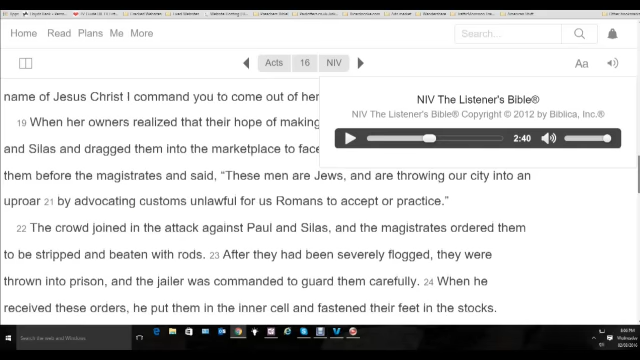 Home Read Plans Me More
Search...
Acts 16 NIV
Aa
name of Jesus Christ I command you to come out of her
NIV The Listener's Bible®
NIV The Listener's Bible® Copyright © 2012 by Biblica, Inc.®
2:40
19 When her owners realized that their hope of making
and Silas and dragged them into the marketplace to face
them before the magistrates and said, “These men are Jews, and are throwing our city into an
uproar 21 by advocating customs unlawful for us Romans to accept or practice.”
22 The crowd joined in the attack against Paul and Silas, and the magistrates ordered them
to be stripped and beaten with rods. 23 After they had been severely flogged, they were
thrown into prison, and the jailer was commanded to guard them carefully. 24 When he
received these orders, he put them in the inner cell and fastened their feet in the stocks.
Search the web and Windows
Wednesday